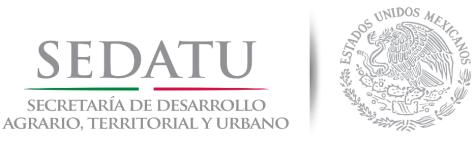 SEDATU
SECRETARÍA DE DESARROLLO
AGRARIO, TERRITORIAL Y URBANO
ESTADOS UNIDOS MEXICANOS